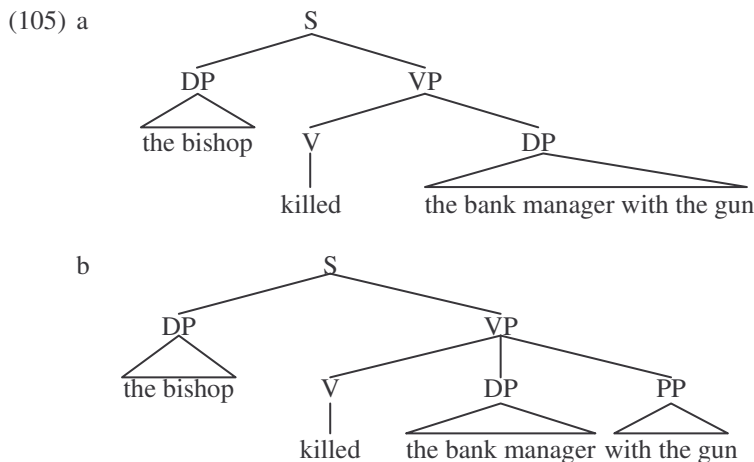 (105) a S
DP VP
the bishop V DP
killed the bank manager with the gun
b S
DP VP
the bishop V DP PP
killed the bank manager with the gun